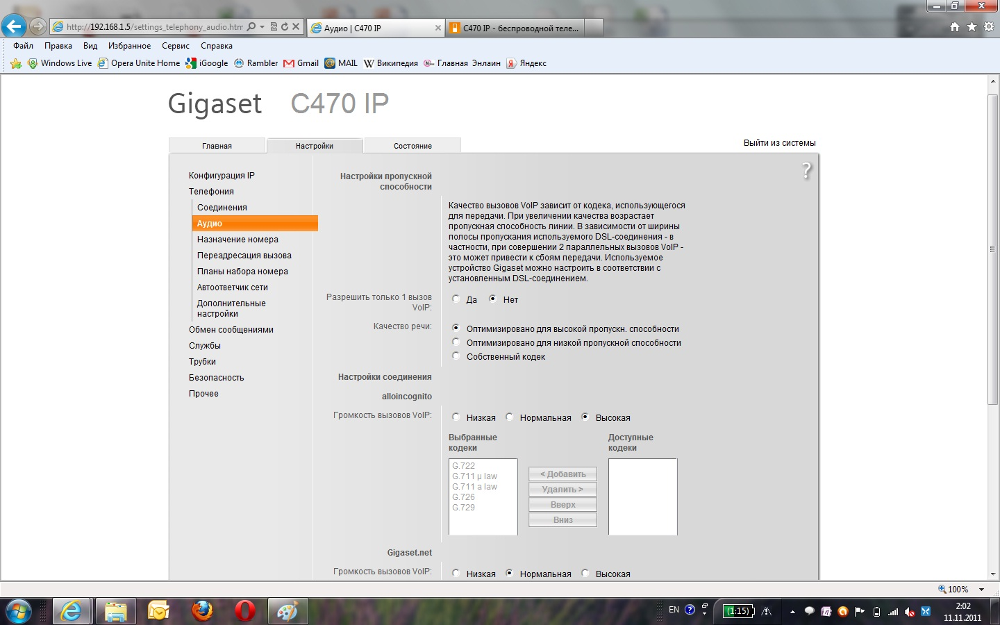 http://192.168.1.5/settings_telephony_audio.htm
Аудио | C470 IP
C470 IP - беспроводной теле...
Файл Правка Вид Избранное Сервис Справка
Windows Live Opera Unite Home iGoogle Rambler Gmail MAIL Википедия Главная Энлаин Яндекс
Gigaset C470 IP
Главная Настройки Состояние Выйти из системы
Конфигурация IP
Телефония
Соединения
Аудио
Назначение номера
Переадресация вызова
Планы набора номера
Автоответчик сети
Дополнительные
настройки
Обмен сообщениями
Службы
Трубки
Безопасность
Прочее
Настройки пропускной
способности
?
Качество вызовов VoIP зависит от кодека, использующегося
для передачи. При увеличении качества возрастает
пропускная способность линии. В зависимости от ширины
полосы пропускания используемого DSL-соединения - в
частности, при совершении 2 параллельных вызовов VoIP -
это может привести к сбоям передачи. Используемое
устройство Gigaset можно настроить в соответствии с
установленным DSL-соединением.
Разрешить только 1 вызов
VoIP:
Да Нет
Качество речи:
Оптимизировано для высокой пропускн. способности
Оптимизировано для низкой пропускной способности
Собственный кодек
Настройки соединения
alloincognito
Громкость вызовов VoIP:
Низкая Нормальная Высокая
Выбранные
кодеки
Доступные
кодеки
G.722
G.711 µ law
G.711 a law
G.726
G.729
< Добавить
Удалить >
Вверх
Вниз
Gigaset.net
Громкость вызовов VoIP:
Низкая Нормальная Высокая
100%
EN
(1:15)
2:02
11.11.2011